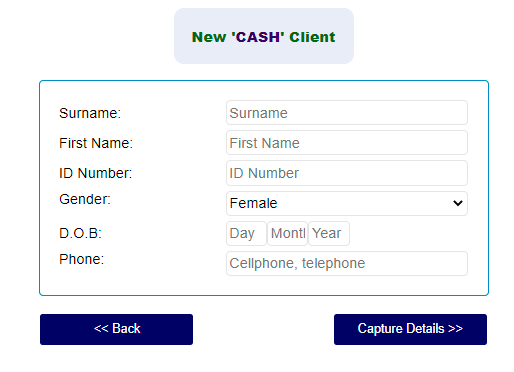 New 'CASH' Client
Surname: Surname
First Name: First Name
ID Number: ID Number
Gender: Female
D.O.B: Day Month Year
Phone: Cellphone, telephone
<< Back Capture Details >>